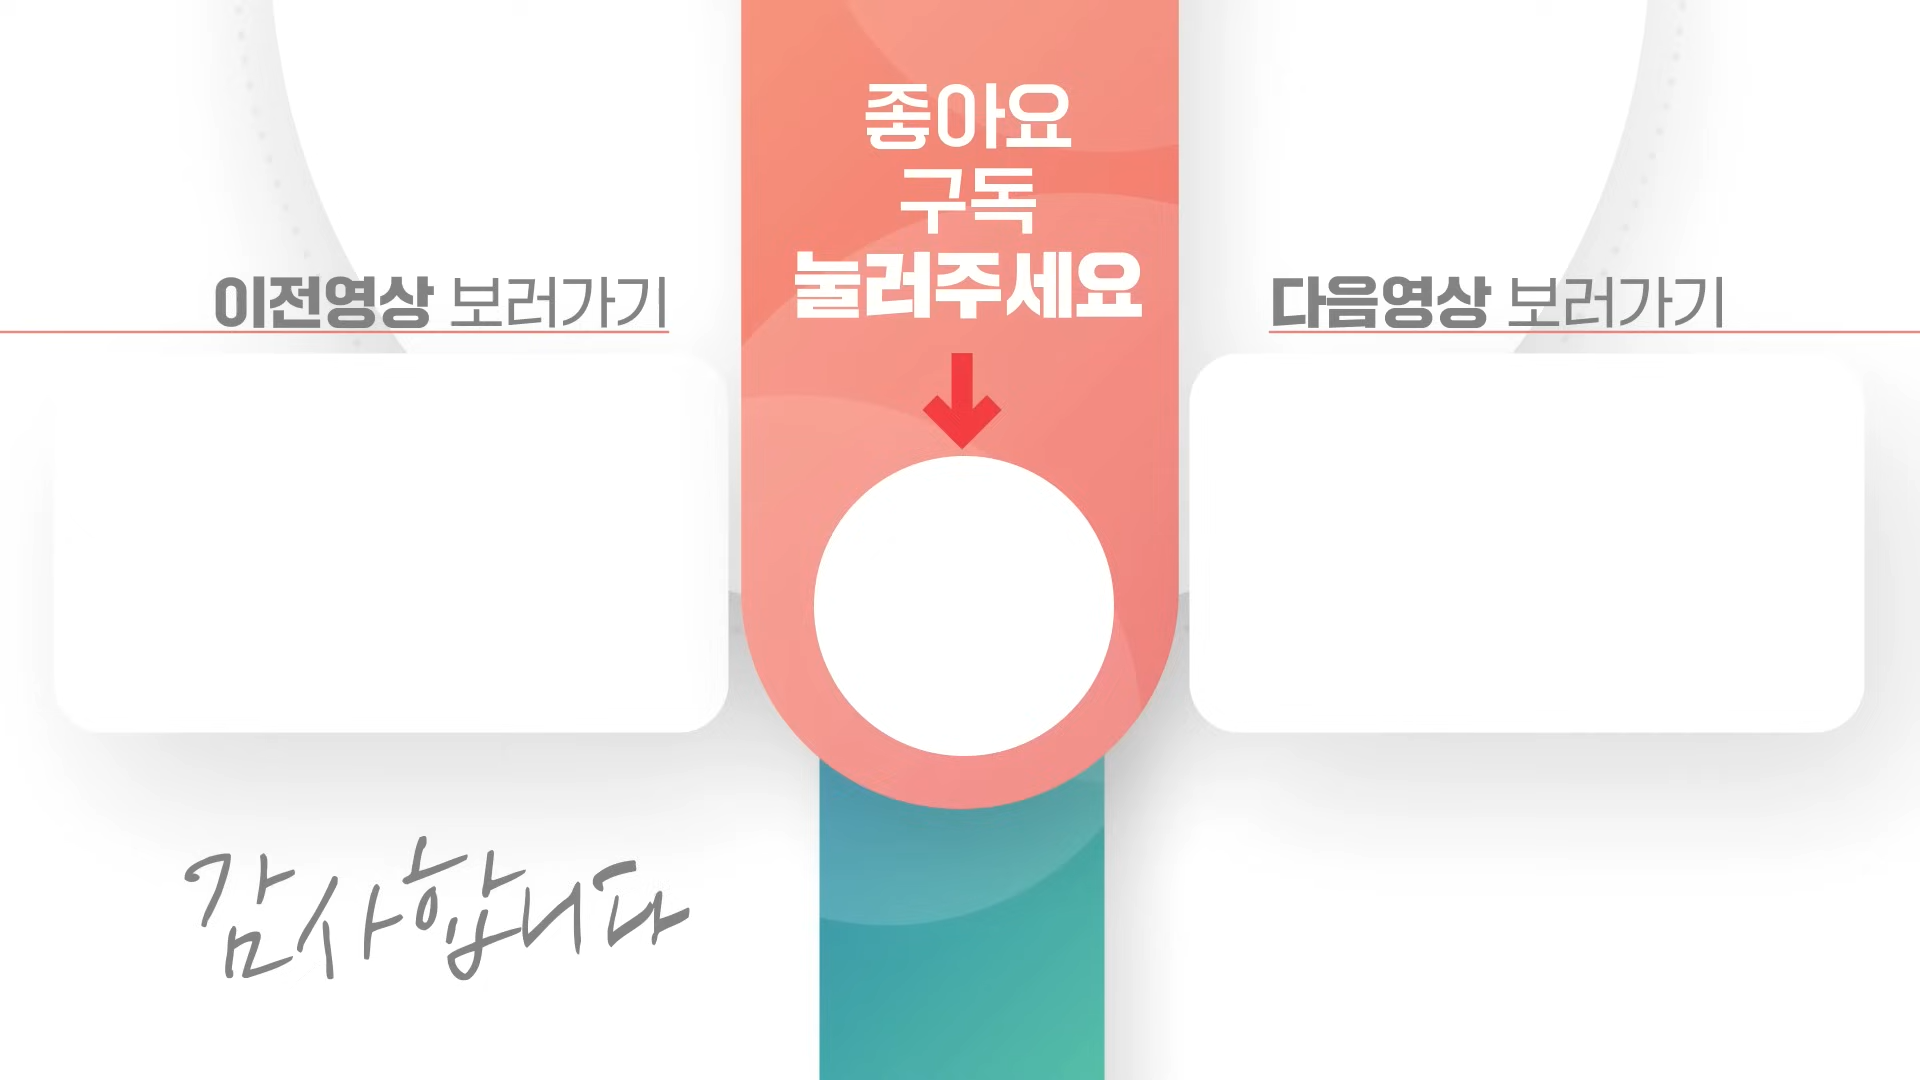 좋아요
구독
눌러주세요
이전영상 보러가기
다음영상 보러가기
감사합니다